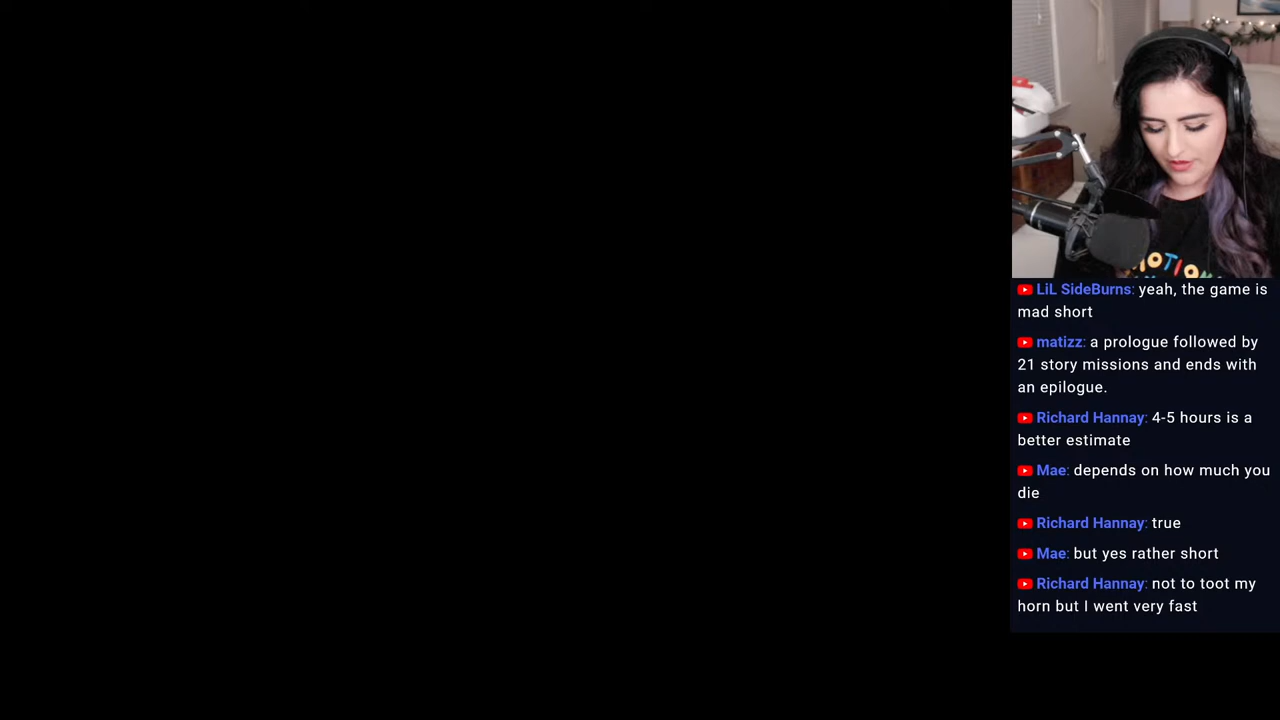 MOTION
LiL SideBurns: yeah, the game is
mad short
matizz: a prologue followed by
21 story missions and ends with
an epilogue.
Richard Hannay: 4-5 hours is a
better estimate
Mae: depends on how much you
die
Richard Hannay: true
Mae: but yes rather short
Richard Hannay: not to toot my
horn but I went very fast